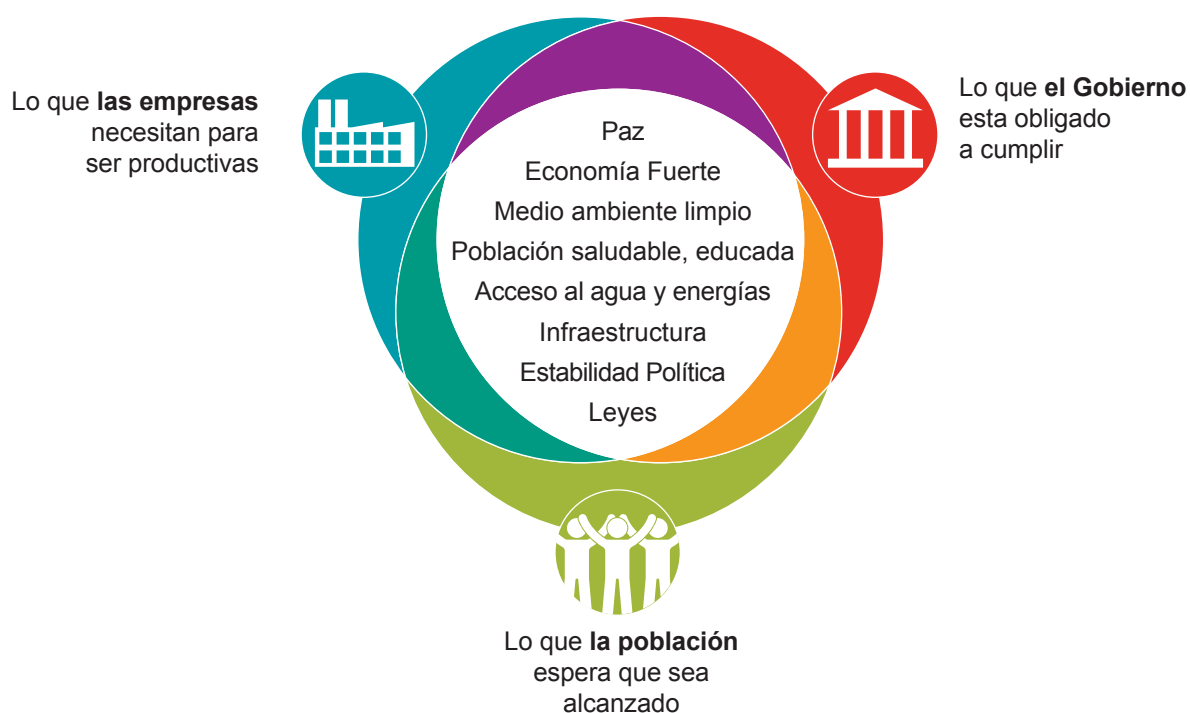 Lo que las empresas
necesitan para
ser productivas
Lo que el Gobierno
esta obligado
a cumplir
Paz
Economía Fuerte
Medio ambiente limpio
Población saludable, educada
Acceso al agua y energías
Infraestructura
Estabilidad Política
Leyes
Lo que la población
espera que sea
alcanzado